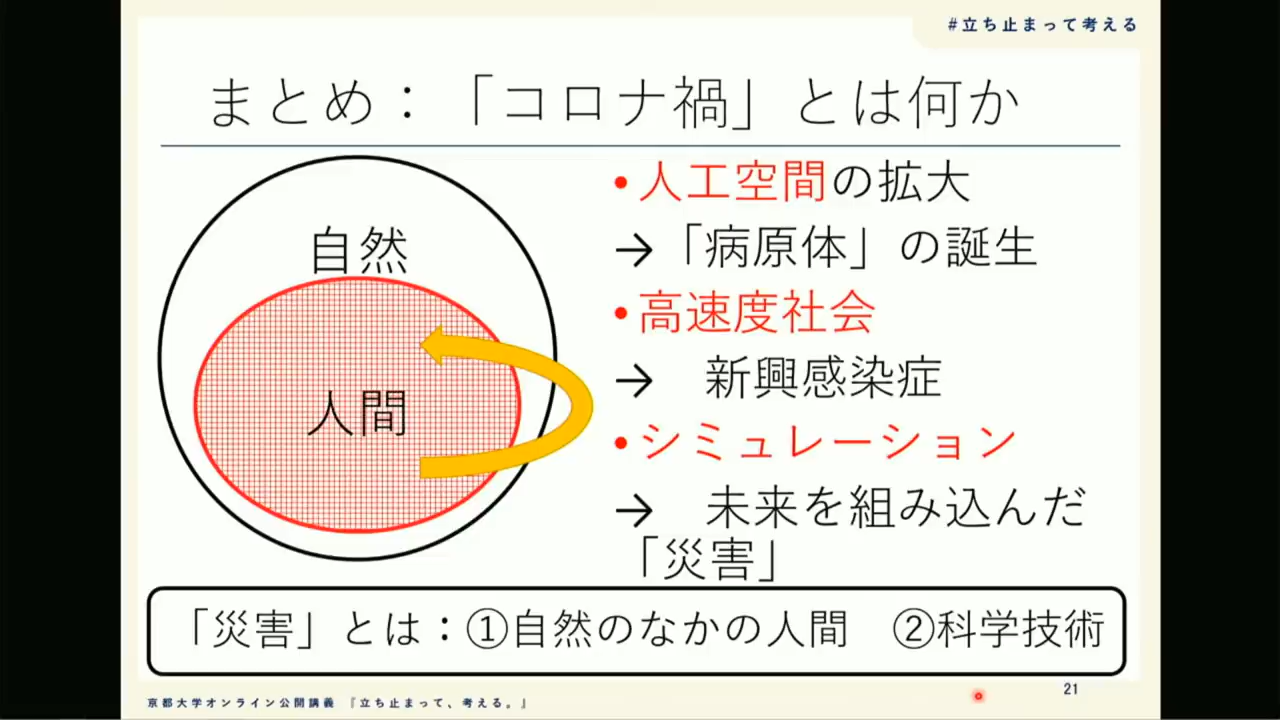 #立ち止まって考える
まとめ：「コロナ禍」とは何か
自然
人間
•人工空間の拡大
→「病原体」の誕生
•高速度社会
→　新興感染症
•シミュレーション
→　未来を組み込んだ
「災害」
「災害」とは：①自然のなかの人間　②科学技術
京都大学オンライン公開講義『立ち止まって、考える。』
21